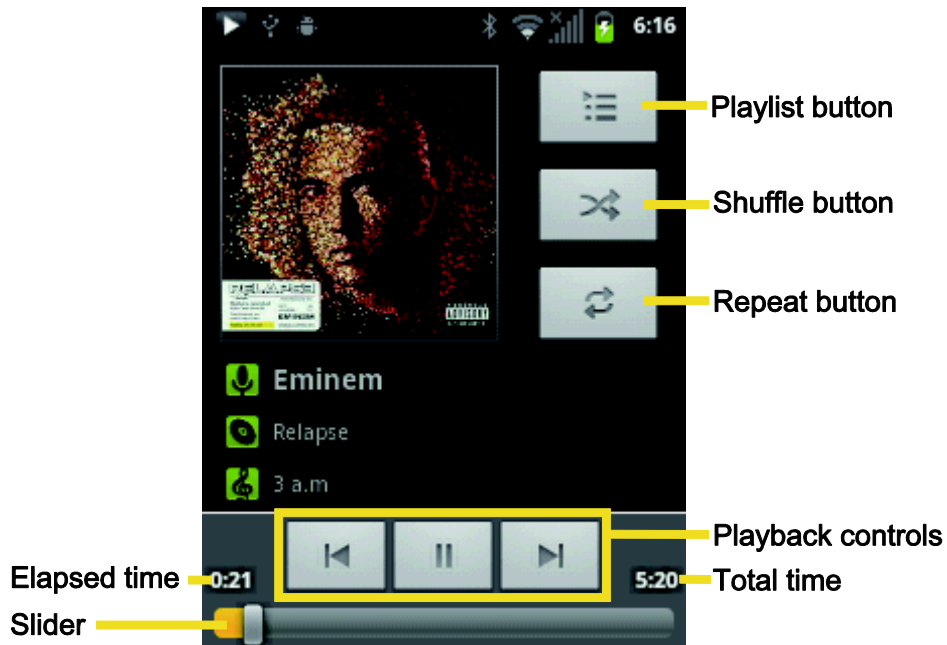 6:16
Playlist button
Shuffle button
Repeat button
RELAPSE
Eminem
Relapse
3 a.m
Playback controls
Elapsed time
0:21
5:20
Total time
Slider